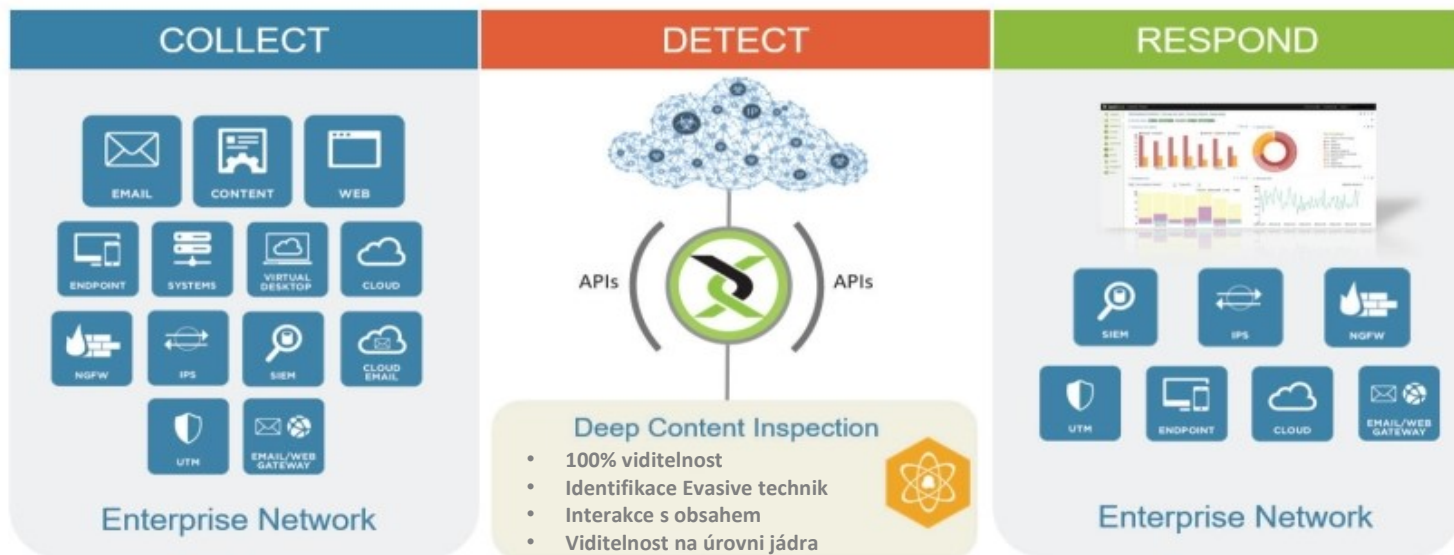 COLLECT
DETECT
RESPOND
EMAIL
CONTENT
WEB
ENDPOINT
SYSTEMS
VIRTUAL
DESKTOP
CLOUD
NGFW
IPS
SIEM
CLOUD
EMAIL
UTM
EMAIL/WEB
GATEWAY
Enterprise Network
IP
APIs
APIs
Deep Content Inspection
• 100% viditelnost
• Identifikace Evasive technik
• Interakce s obsahem
• Viditelnost na úrovni jádra
SIEM
IPS
NGFW
UTM
ENDPOINT
CLOUD
EMAIL/WEB
GATEWAY
Enterprise Network